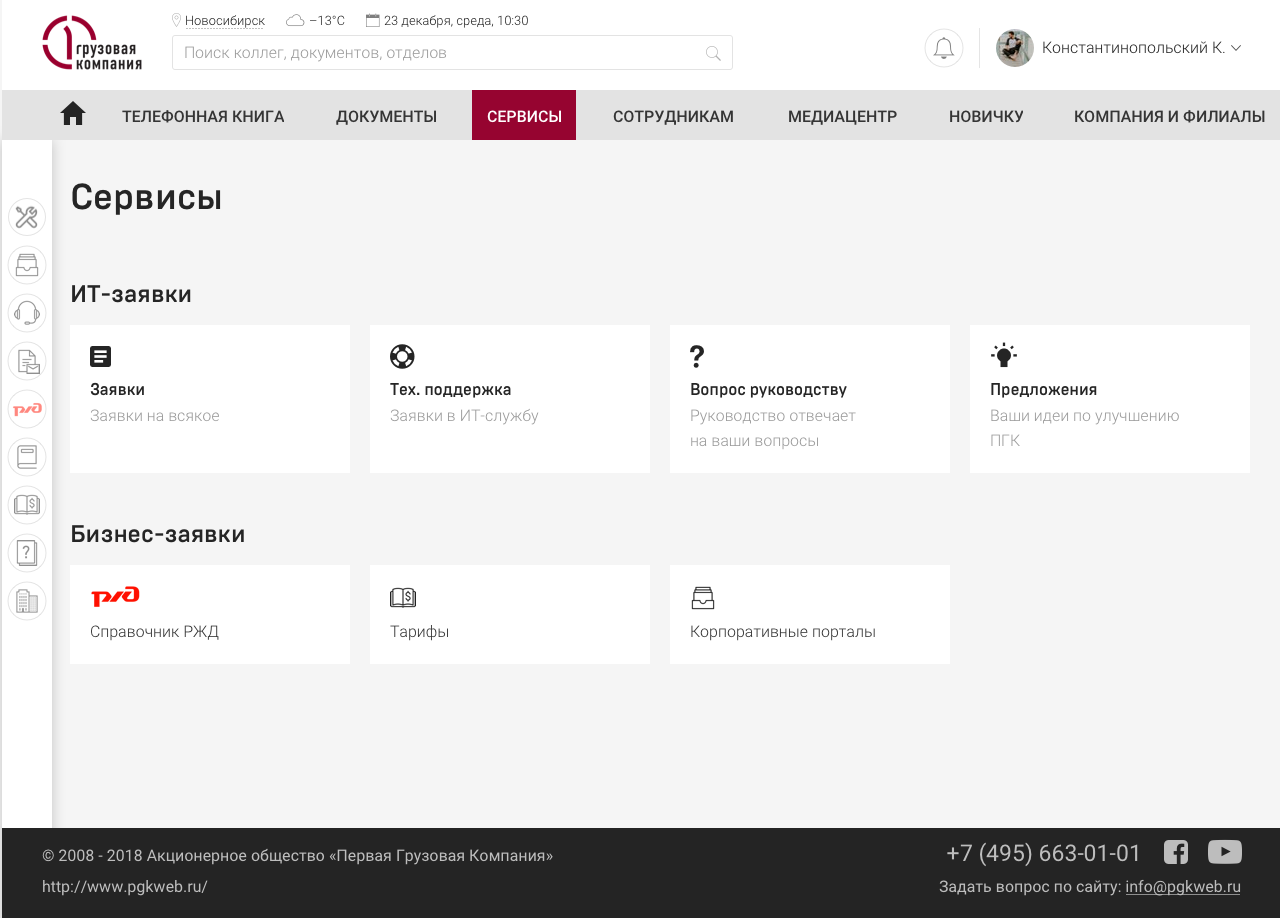 1 грузовая
компания
Новосибирск
−13°C
23 декабря, среда, 10:30
Поиск коллег, документов, отделов
Константинопольский К.
ТЕЛЕФОННАЯ КНИГА
ДОКУМЕНТЫ
СЕРВИСЫ
СОТРУДНИКАМ
МЕДИАЦЕНТР
НОВИЧКУ
КОМПАНИЯ И ФИЛИАЛЫ
Сервисы
ИТ-заявки
Заявки
Заявки на всякое
Тех. поддержка
Заявки в ИТ-службу
Вопрос руководству
Руководство отвечает
на ваши вопросы
Предложения
Ваши идеи по улучшению
ПГК
Бизнес-заявки
Справочник РЖД
Тарифы
Корпоративные порталы
© 2008 - 2018 Акционерное общество «Первая Грузовая Компания»
http://www.pgkweb.ru/
+7 (495) 663-01-01
Задать вопрос по сайту: info@pgkweb.ru